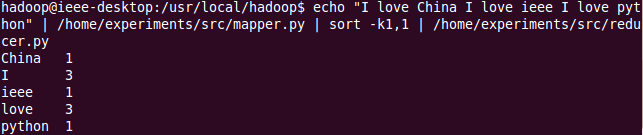 hadoop@ieee-desktop:/usr/local/hadoop$ echo "I love China I love ieee I love pyt
hon" | /home/experiments/src/mapper.py | sort -k1,1 | /home/experiments/src/redu
cer.py
China 1
I 3
ieee 1
love 3
python 1